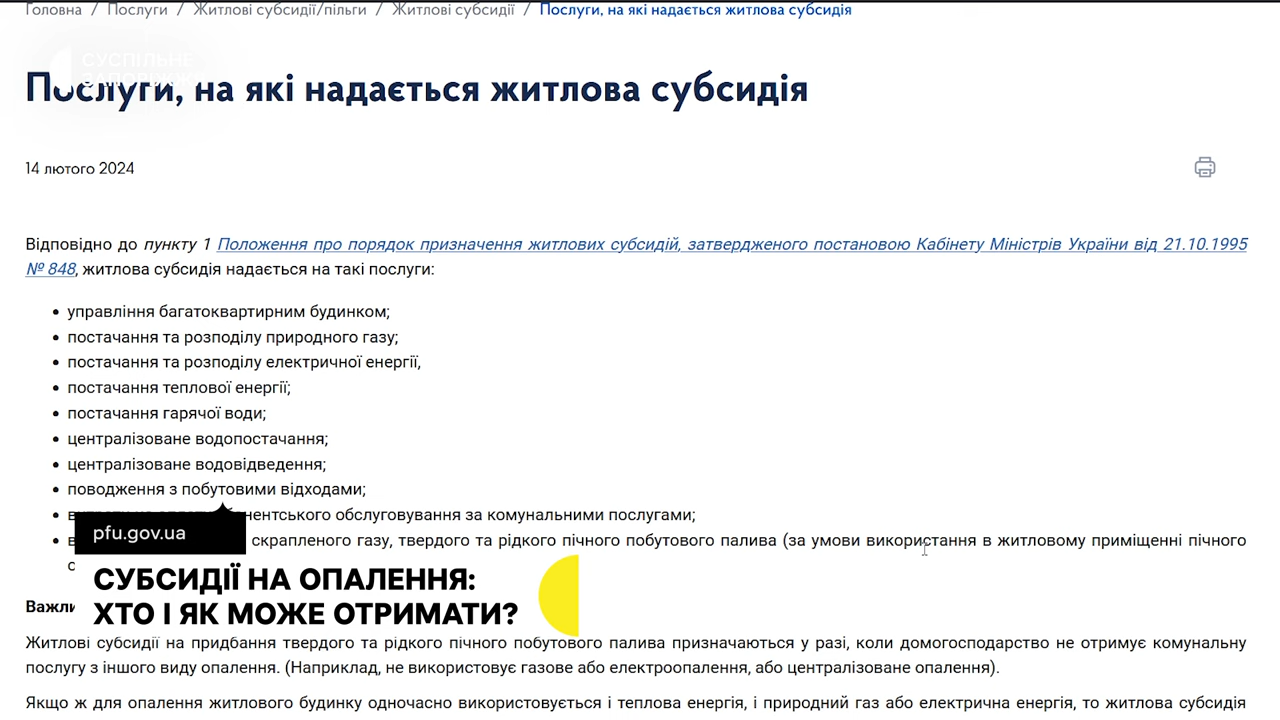 Головна / Послуги / Житлові субсидії/пільги / Житлові субсидії / Послуги, на які надається житлова субсидія
СУСПІЛЬНЕ
ЗАПОРІЖЖЯ
Послуги, на які надається житлова субсидія
14 лютого 2024
Відповідно до пункту 1 Положення про порядок призначення житлових субсидій, затвердженого постановою Кабінету Міністрів України від 21.10.1995
№ 848, житлова субсидія надається на такі послуги:
управління багатоквартирним будинком;
постачання та розподілу природного газу;
постачання та розподілу електричної енергії,
постачання теплової енергії;
постачання гарячої води;
централізоване водопостачання;
централізоване водовідведення;
поводження з побутовими відходами;
обслуговування за комунальними послугами;
pfu.gov.ua
скрапленого газу, твердого та рідкого пічного побутового палива (за умови використання в житловому приміщенні пічного
СУБСИДІЇ НА ОПАЛЕННЯ:
ХТО І ЯК МОЖЕ ОТРИМАТИ?
Житлові субсидії на придбання твердого та рідкого пічного побутового палива призначаються у разі, коли домогосподарство не отримує комунальну
послугу з іншого виду опалення. (Наприклад, не використовує газове або електроопалення, або централізоване опалення).
Якщо ж для опалення житлового будинку одночасно використовується і теплова енергія, і природний газ або електрична енергія, то житлова субсидія